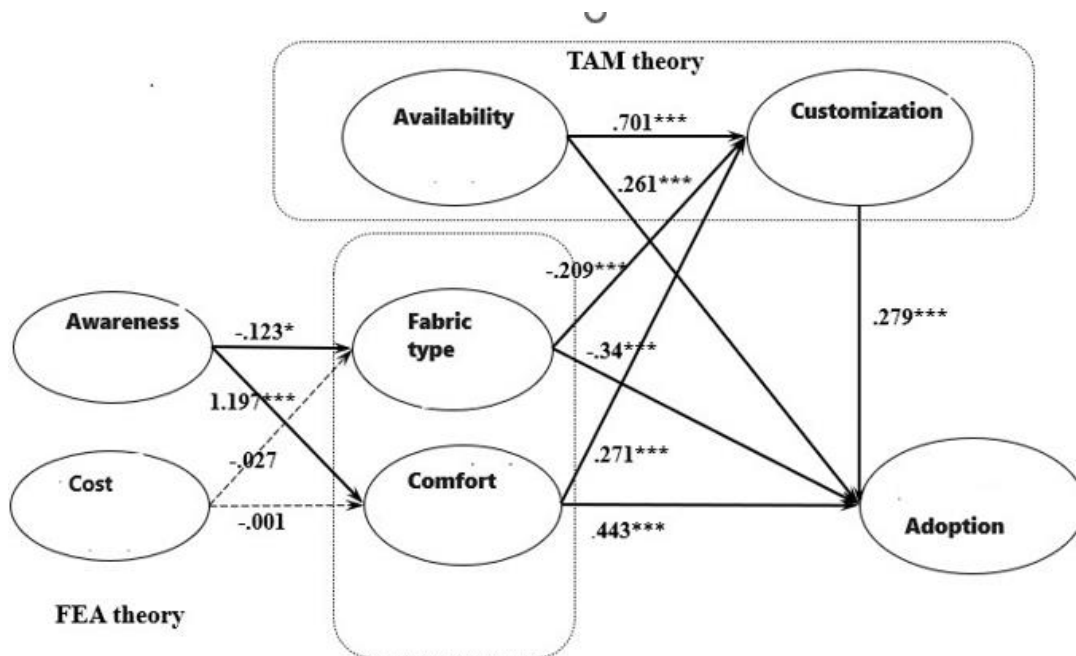 TAM theory
Availability
Customization
.701***
.261***
-.209***
Awareness
-.123*
Fabric
type
.279***
-.34***
1.197***
-.027
.271***
Cost
Comfort
-.001
.443***
Adoption
FEA theory